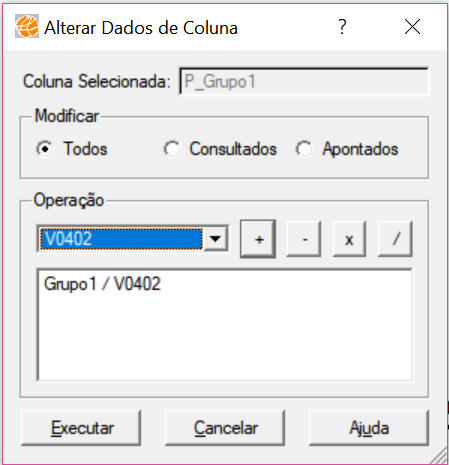 Alterar Dados de Coluna ?
Coluna Selecionada: P_Grupo1
Modificar
Todos Consultados Apontados
Operação
V0402 + - x /
Grupo1 / V0402
Executar Cancelar Ajuda